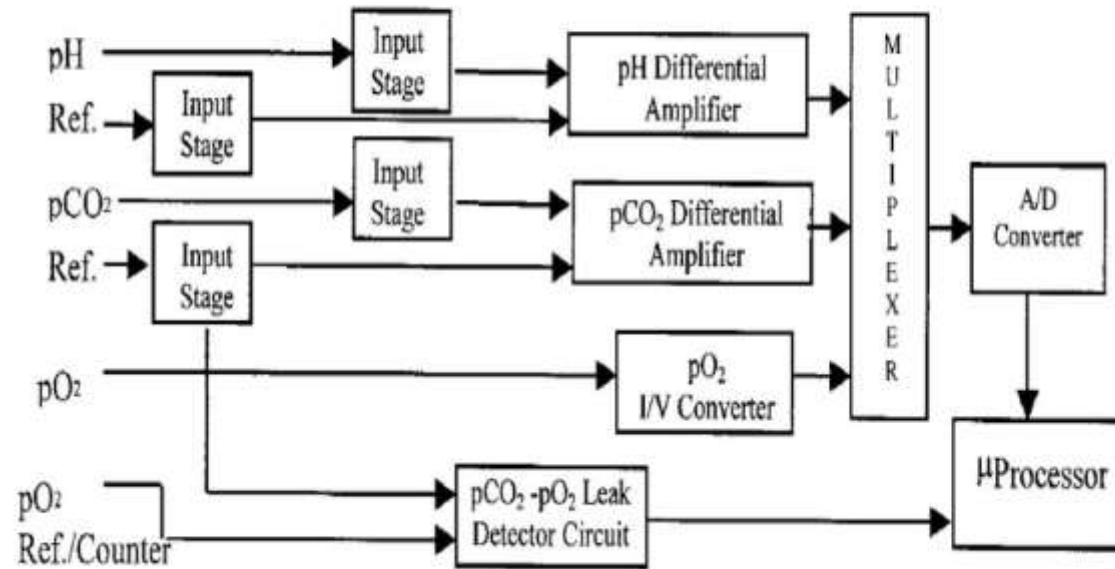 pH
Input
Stage
pH Differential
Amplifier
MULTIPLEXER
Ref.
Input
Stage
pCO₂
Input
Stage
pCO₂ Differential
Amplifier
A/D
Converter
Ref.
Input
Stage
pO₂
pO₂
I/V Converter
μProcessor
pO₂
Ref./Counter
pCO₂ -pO₂ Leak
Detector Circuit